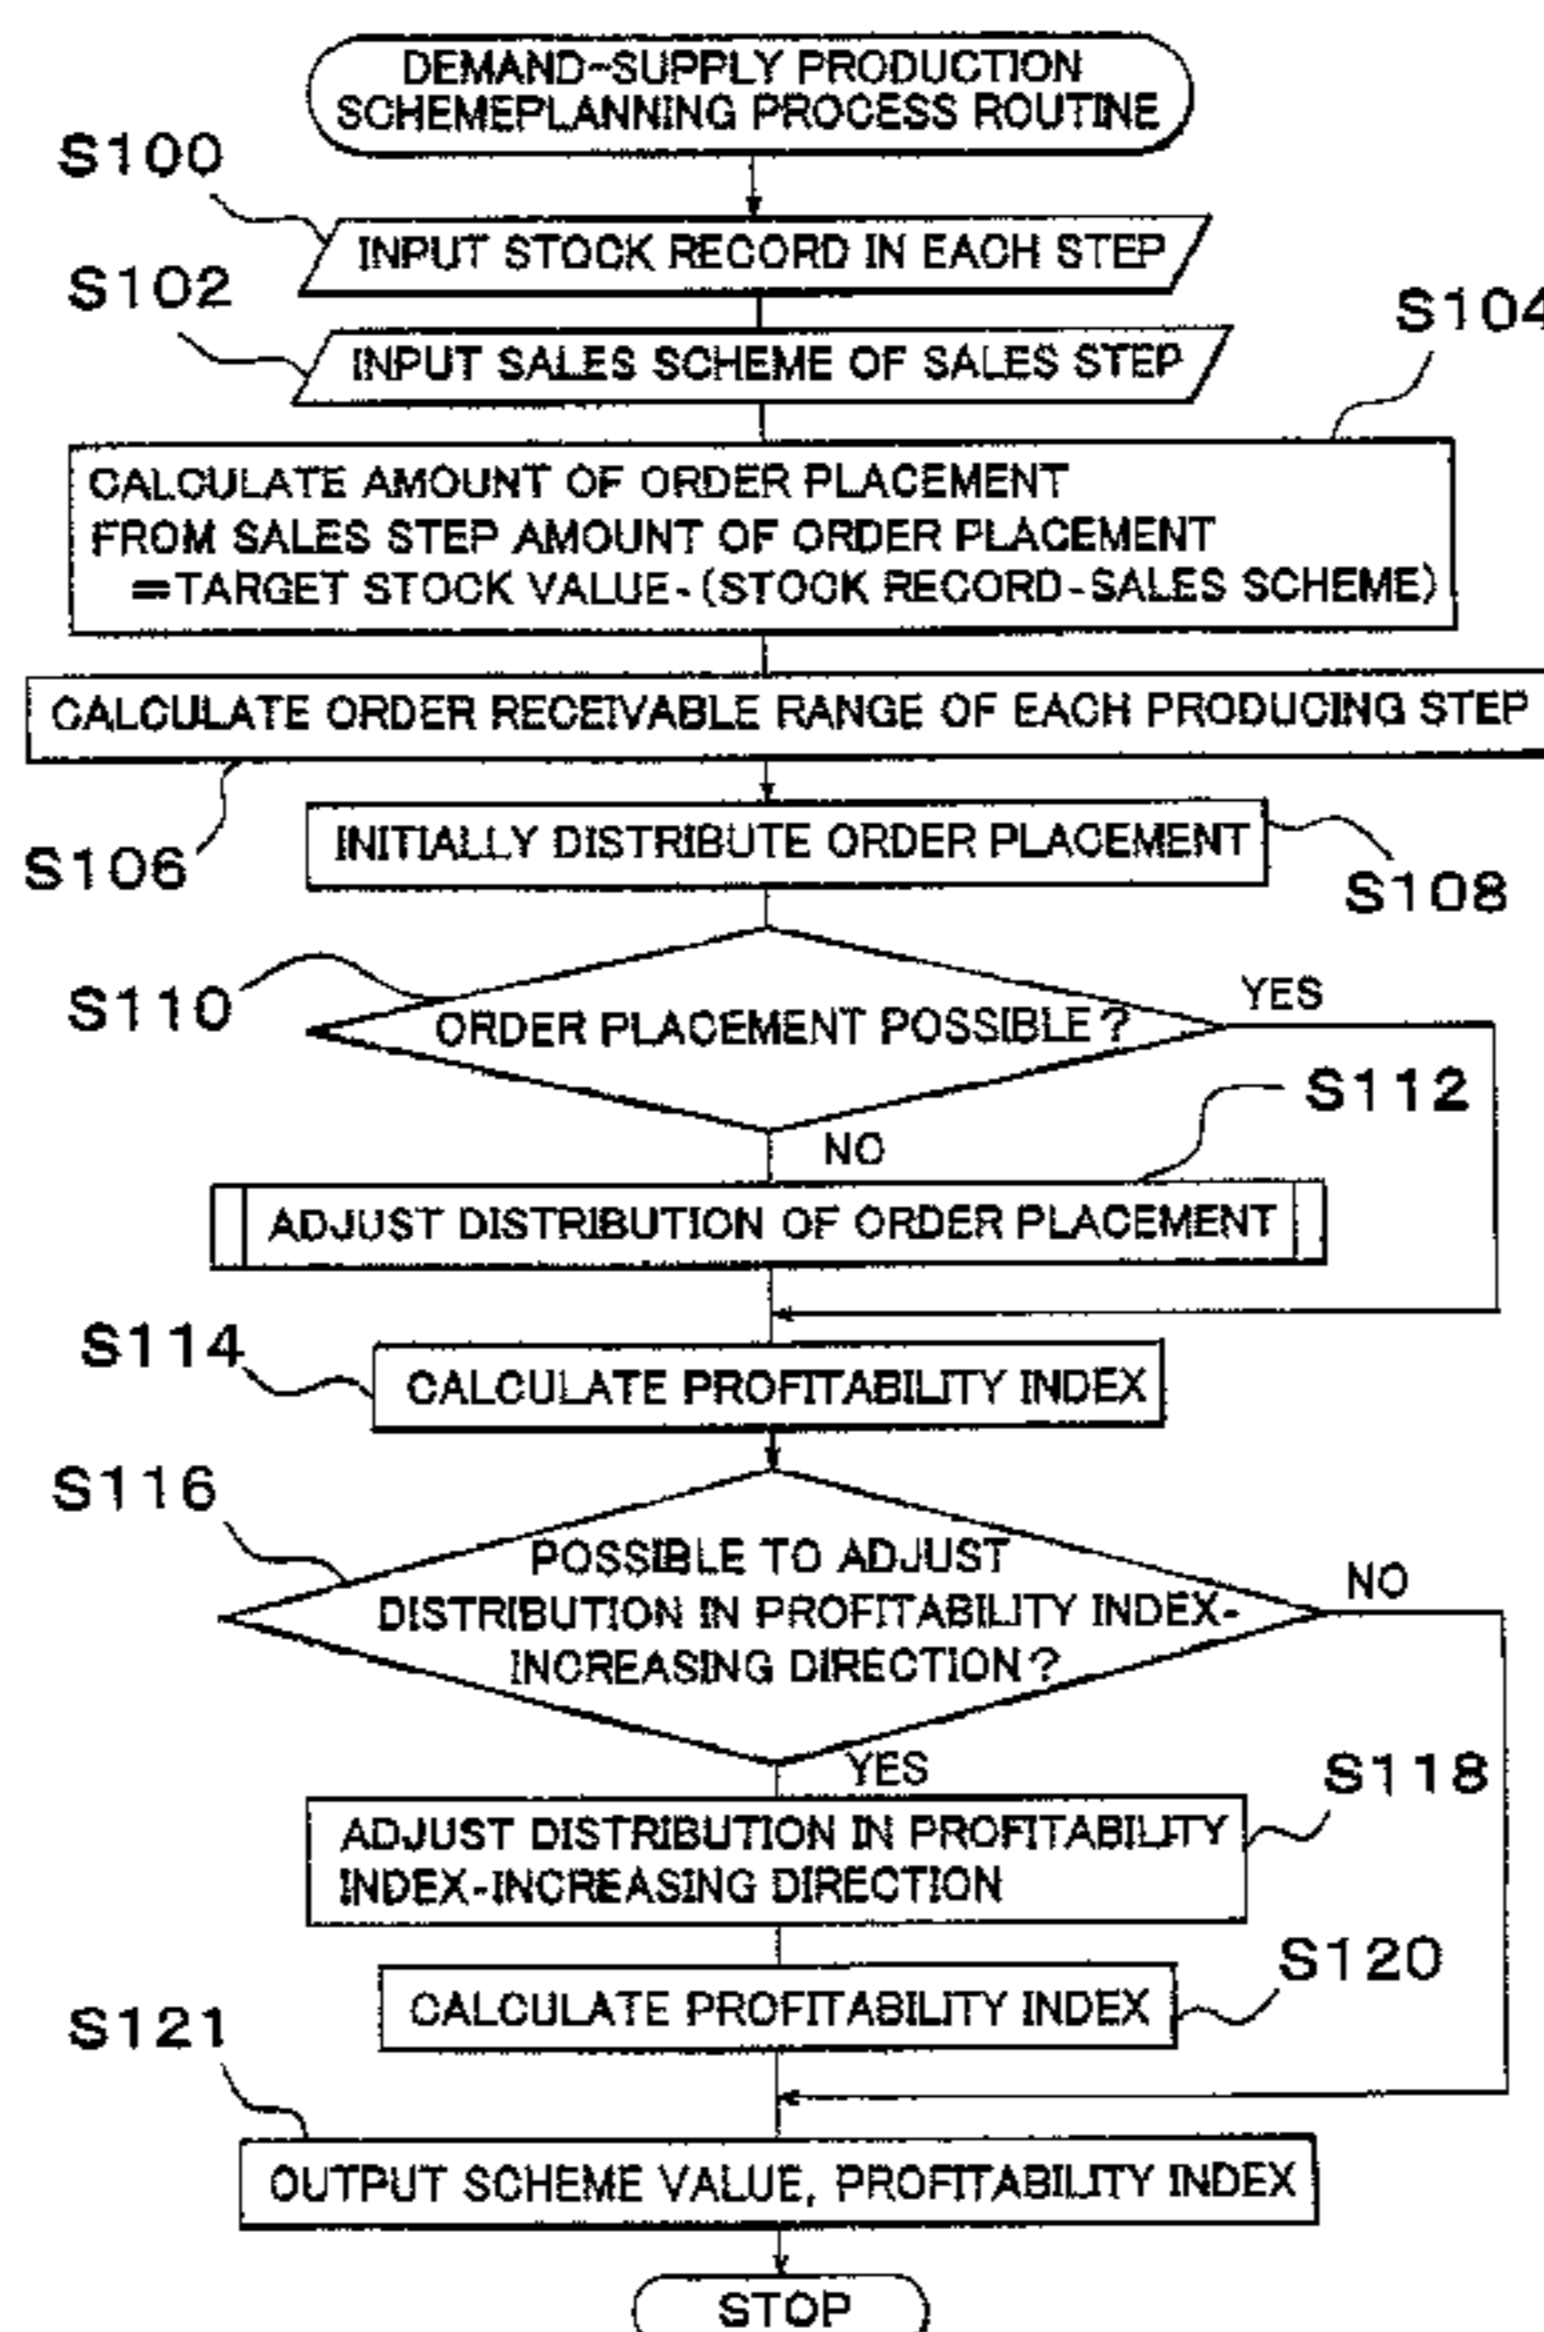 DEMAND-SUPPLY PRODUCTION
SCHEMEPLANNING PROCESS ROUTINE
S100
INPUT STOCK RECORD IN EACH STEP
S102
INPUT SALES SCHEME OF SALES STEP
S104
CALCULATE AMOUNT OF ORDER PLACEMENT
FROM SALES STEP AMOUNT OF ORDER PLACEMENT
=TARGET STOCK VALUE-(STOCK RECORD-SALES SCHEME)
CALCULATE ORDER RECEIVABLE RANGE OF EACH PRODUCING STEP
S106
INITIALLY DISTRIBUTE ORDER PLACEMENT
S108
S110
ORDER PLACEMENT POSSIBLE?
YES
NO
S112
ADJUST DISTRIBUTION OF ORDER PLACEMENT
S114
CALCULATE PROFITABILITY INDEX
S116
POSSIBLE TO ADJUST
DISTRIBUTION IN PROFITABILITY INDEX-
INCREASING DIRECTION?
NO
YES
S118
ADJUST DISTRIBUTION IN PROFITABILITY
INDEX-INCREASING DIRECTION
S120
CALCULATE PROFITABILITY INDEX
S121
OUTPUT SCHEME VALUE, PROFITABILITY INDEX
STOP